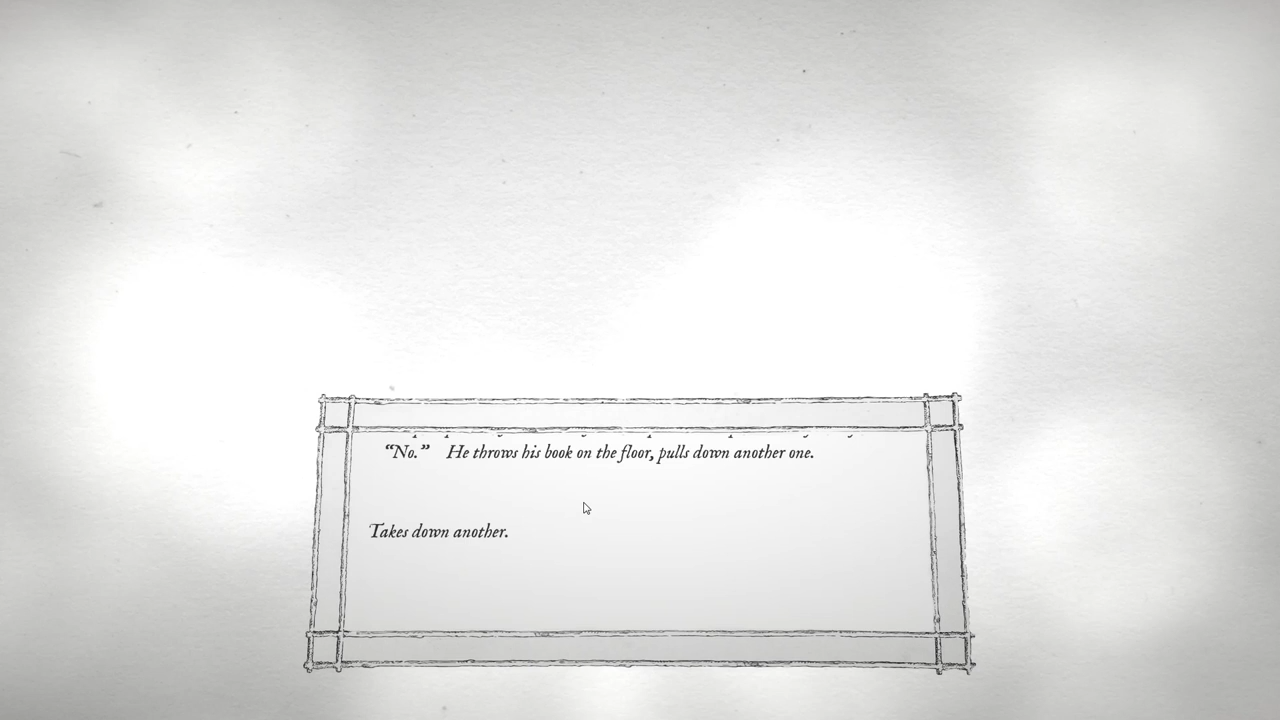 “No.” He throws his book on the floor, pulls down another one.
Takes down another.